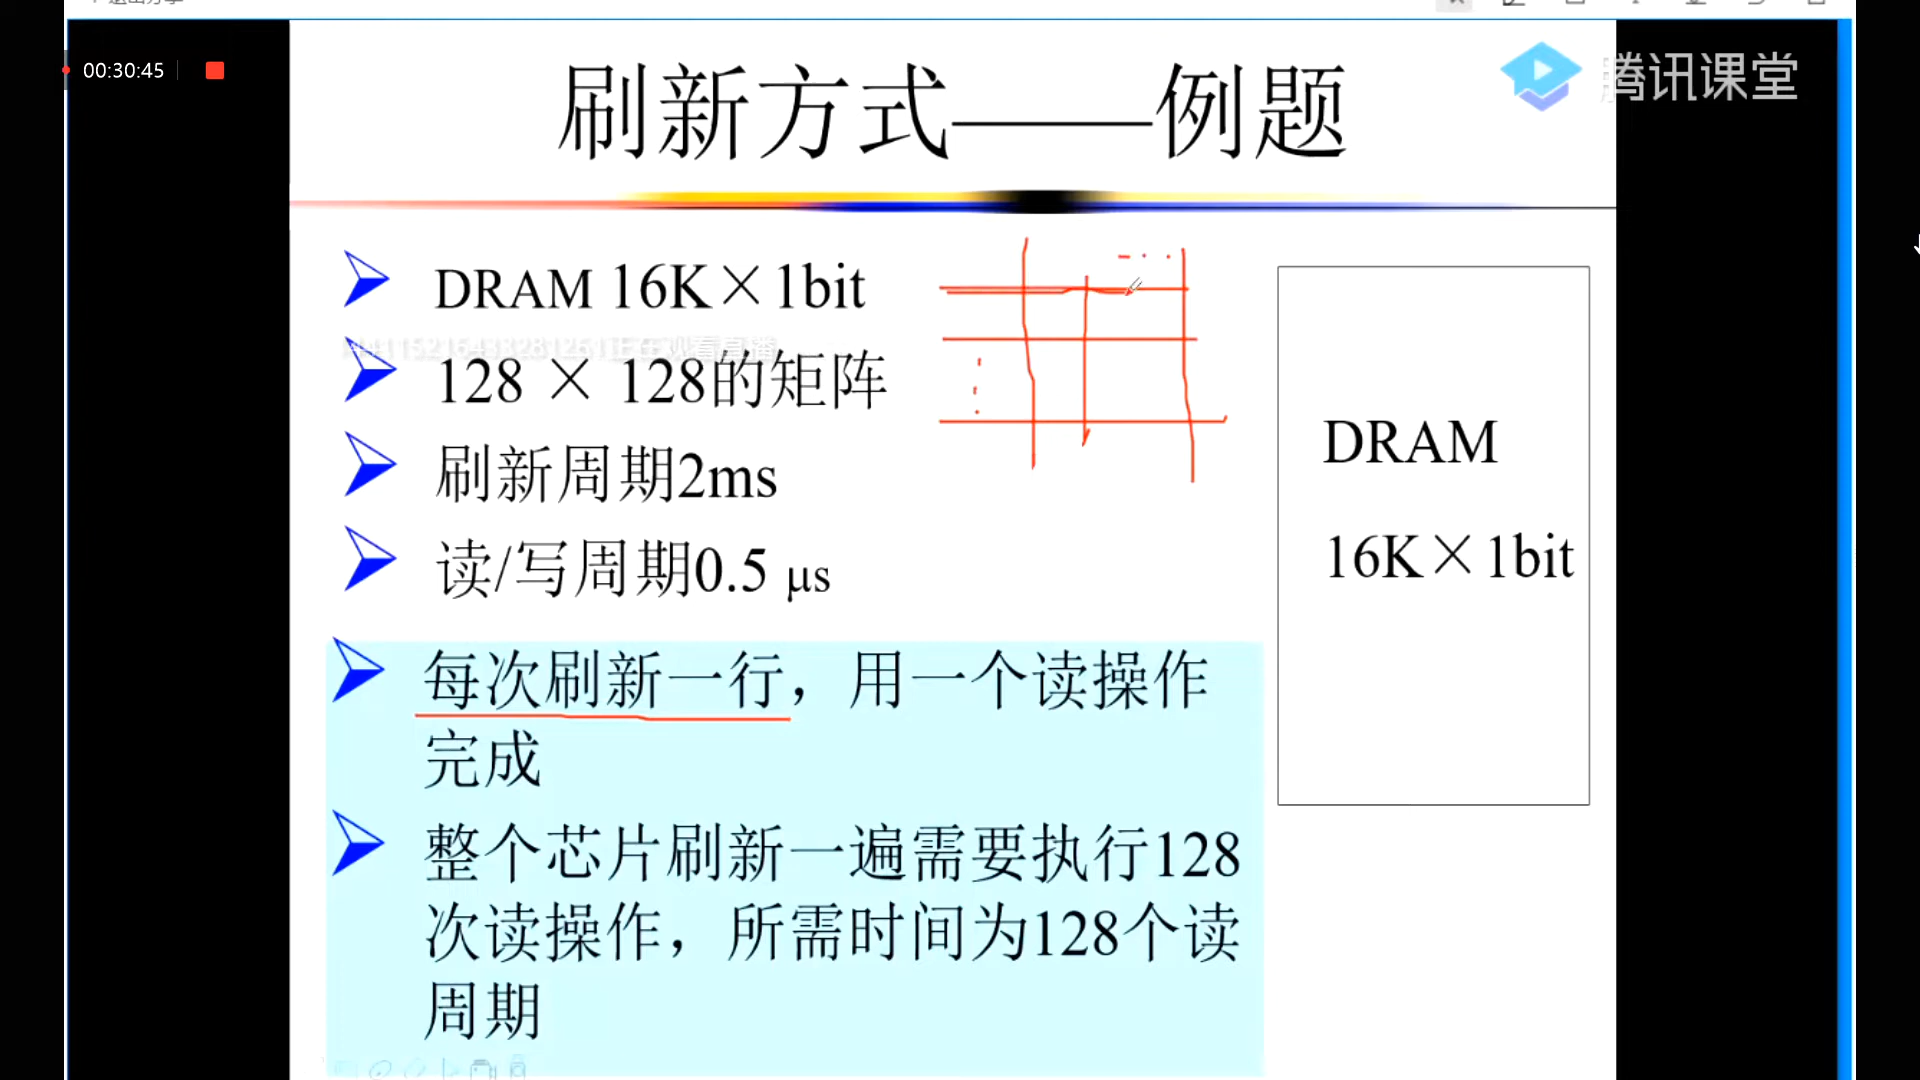 00:30:45
刷新方式——例题
腾讯课堂
DRAM 16K×1bit
128 × 128的矩阵
刷新周期2ms
读/写周期0.5 μs
每次刷新一行，用一个读操作
完成
整个芯片刷新一遍需要执行128
次读操作，所需时间为128个读
周期
DRAM
16K×1bit